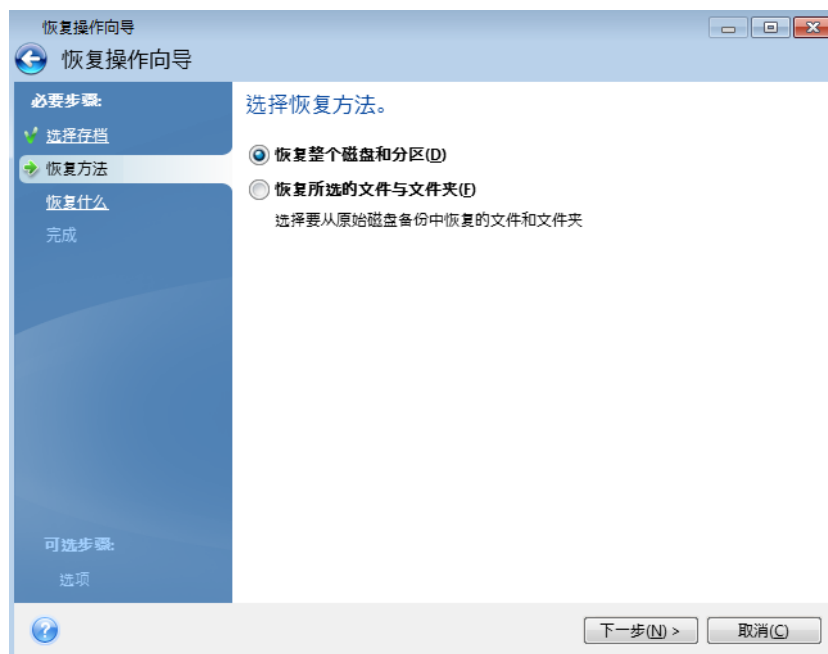 恢复操作向导
恢复操作向导
必要步骤:
选择存档
恢复方法
恢复什么
完成
选择恢复方法。
恢复整个磁盘和分区(D)
恢复所选的文件与文件夹(F)
选择要从原始磁盘备份中恢复的文件和文件夹
可选步骤:
选项
下一步(N) >
取消(C)